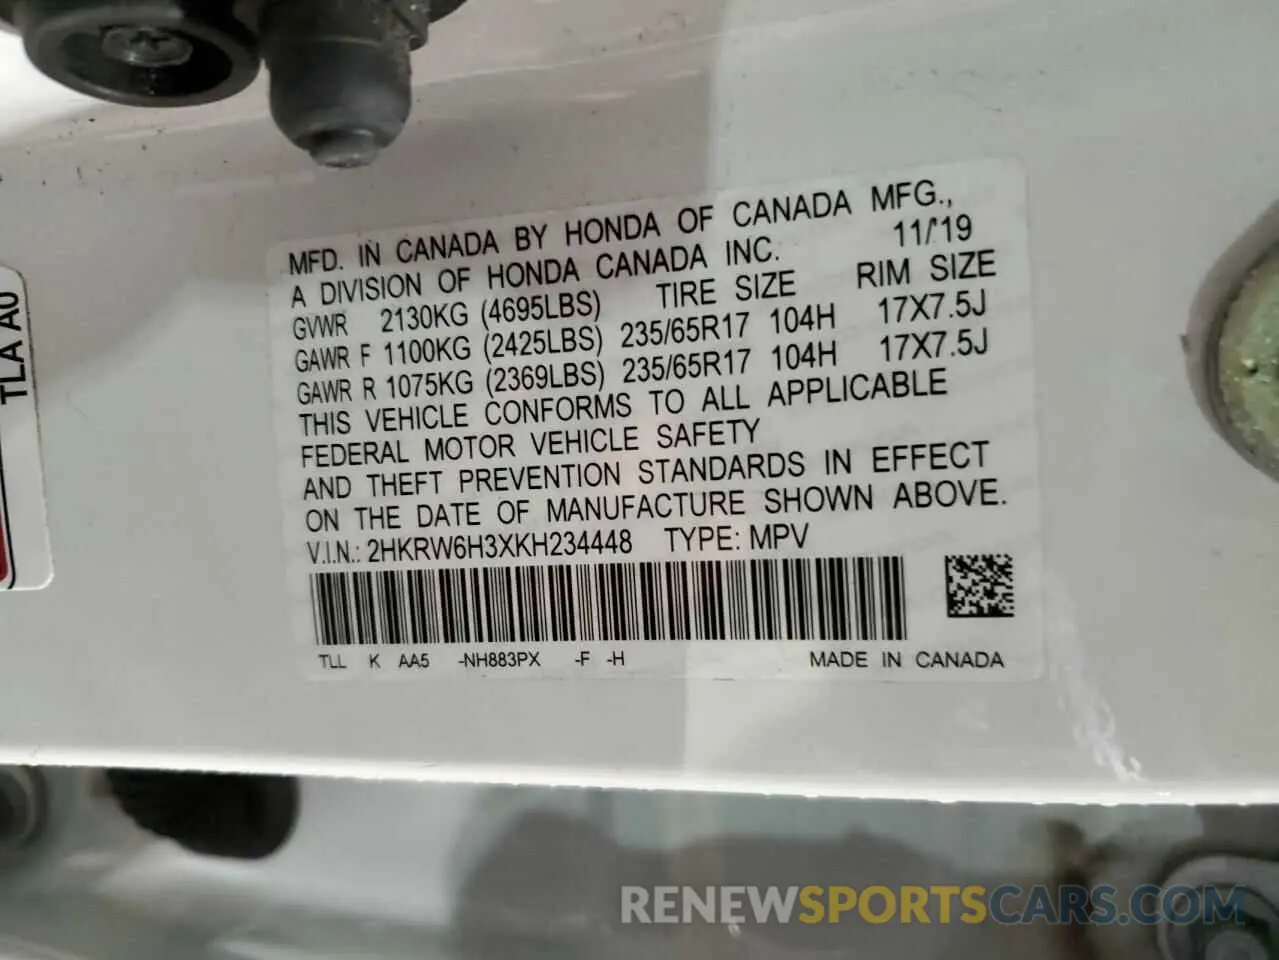 MFD. IN CANADA BY HONDA OF CANADA MFG.,
A DIVISION OF HONDA CANADA INC. 11/'19
GVWR 2130KG (4695LBS) TIRE SIZE RIM SIZE
GAWR F 1100KG (2425LBS) 235/65R17 104H 17X7.5J
GAWR R 1075KG (2369LBS) 235/65R17 104H 17X7.5J
THIS VEHICLE CONFORMS TO ALL APPLICABLE
FEDERAL MOTOR VEHICLE SAFETY
AND THEFT PREVENTION STANDARDS IN EFFECT
ON THE DATE OF MANUFACTURE SHOWN ABOVE.
V.I.N.: 2HKRW6H3XKH234448 TYPE: MPV
TLL K AA5 -NH883PX -F -H MADE IN CANADA
TLA A0
RENEWSPORTSCARS.COM